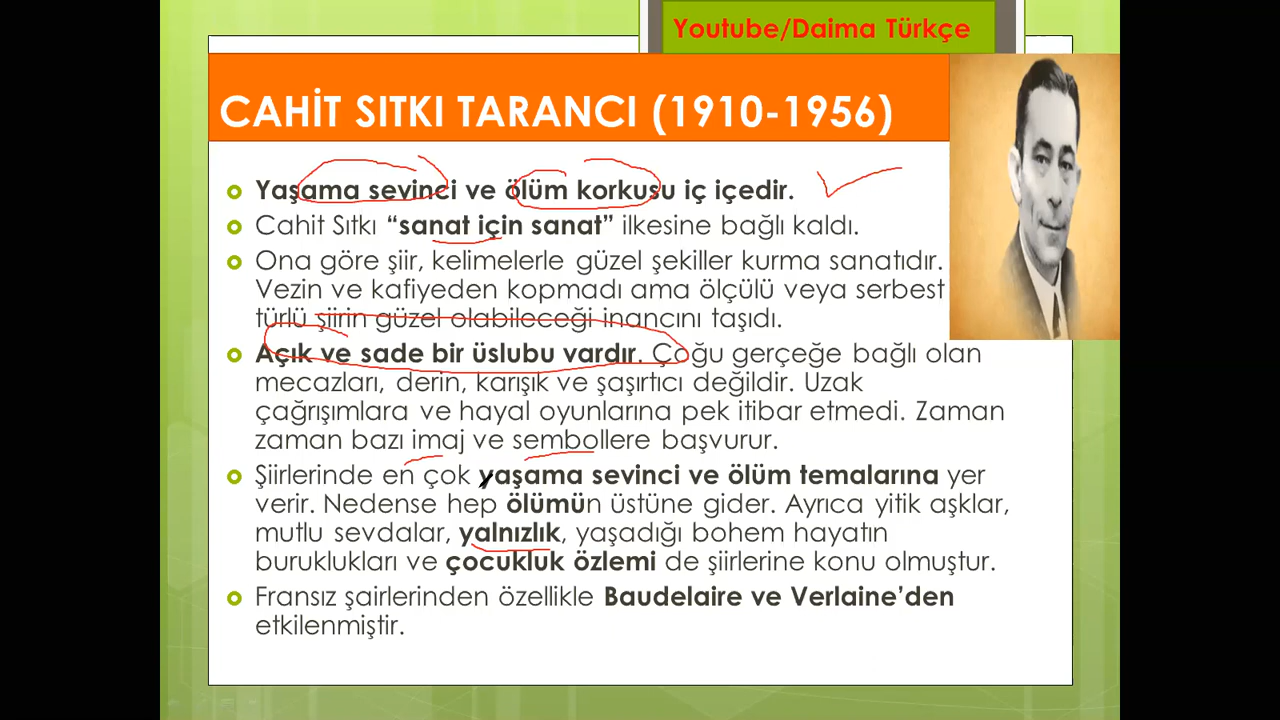 Youtube/Daima Türkçe
CAHİT SITKI TARANCI (1910-1956)
Yaşama sevinci ve ölüm korkusu iç içedir.
Cahit Sıtkı “sanat için sanat” ilkesine bağlı kaldı.
Ona göre şiir, kelimelerle güzel şekiller kurma sanatıdır.
Vezin ve kafiyeden kopmadı ama ölçülü veya serbest
türlü şiirin güzel olabileceği inancını taşıdı.
Açık ve sade bir üslubu vardır. Çoğu gerçeğe bağlı olan
mecazları, derin, karışık ve şaşırtıcı değildir. Uzak
çağrışımlara ve hayal oyunlarına pek itibar etmedi. Zaman
zaman bazı imaj ve sembollere başvurur.
Şiirlerinde en çok yaşama sevinci ve ölüm temalarına yer
verir. Nedense hep ölümün üstüne gider. Ayrıca yitik aşklar,
mutlu sevdalar, yalnızlık, yaşadığı bohem hayatın
buruklukları ve çocukluk özlemi de şiirlerine konu olmuştur.
Fransız şairlerinden özellikle Baudelaire ve Verlaine’den
etkilenmiştir.